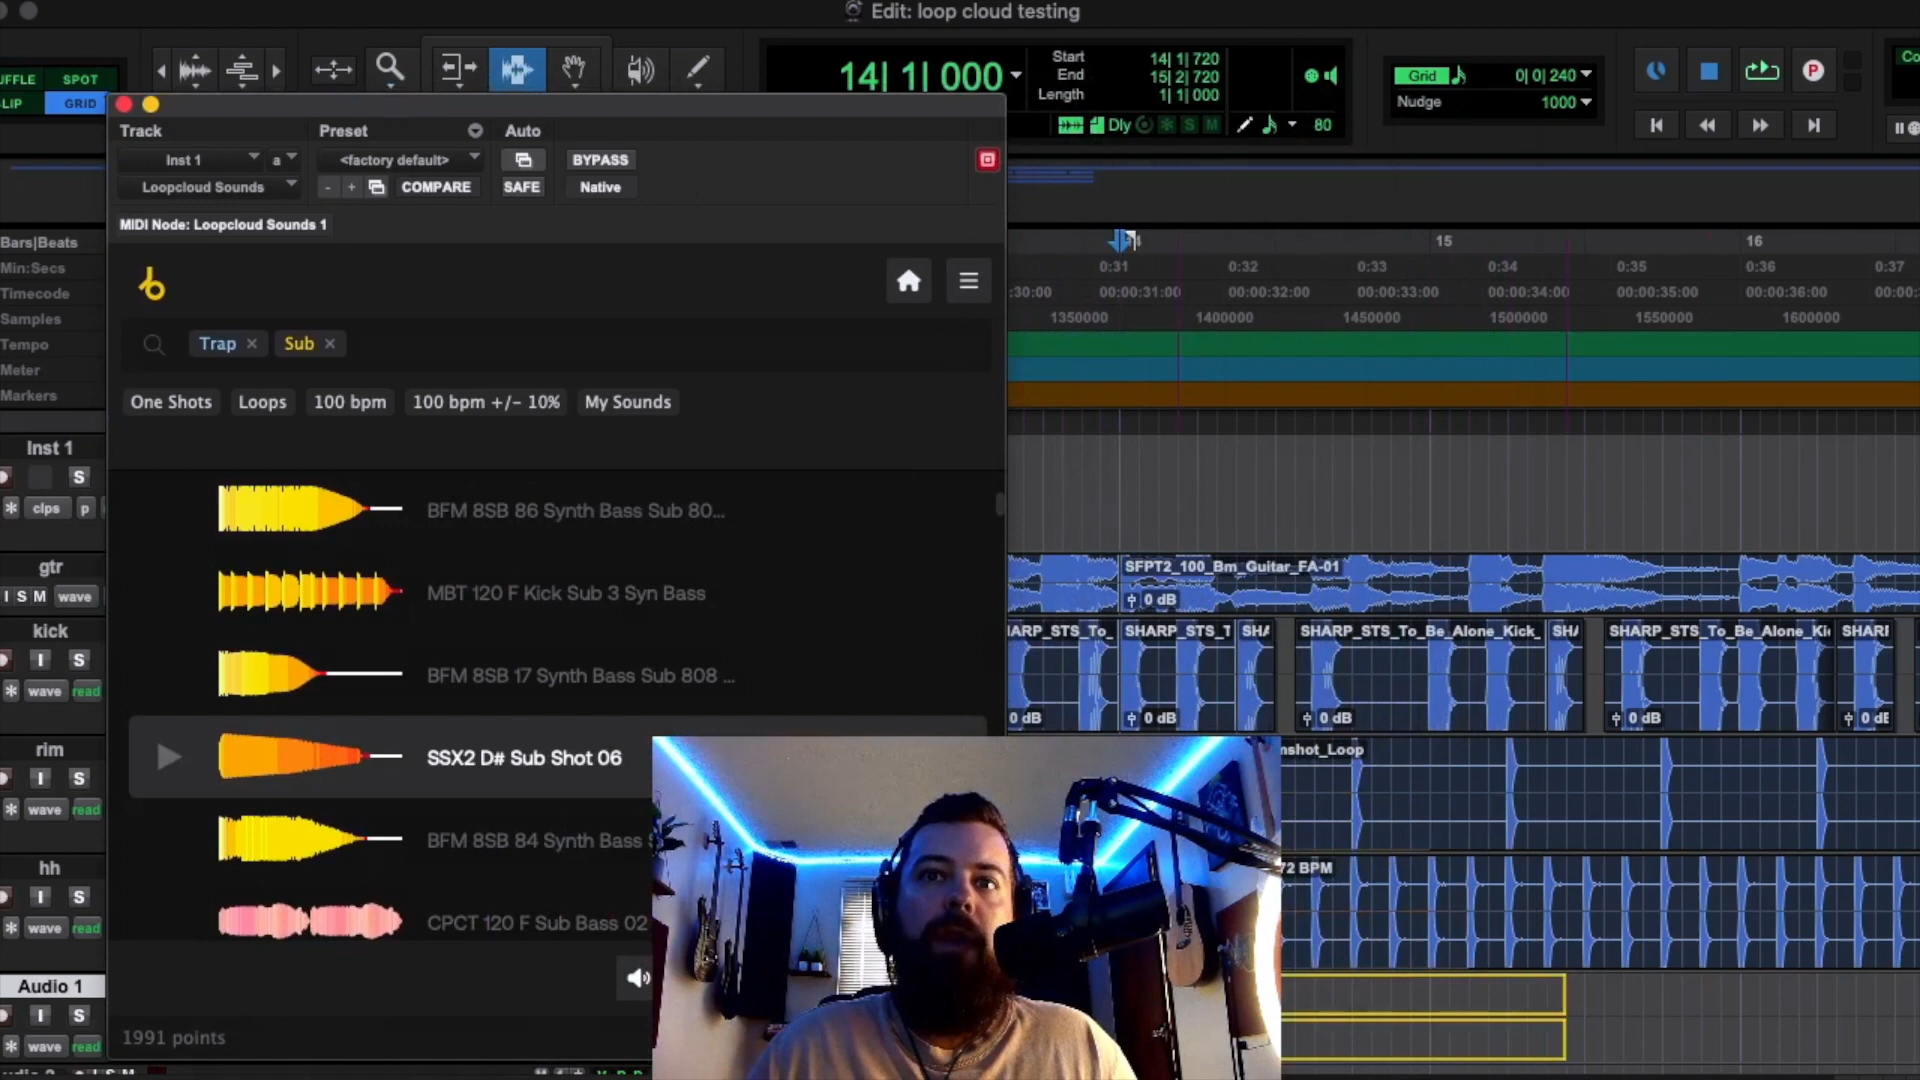 Edit: loop cloud testing
UFFLE SPOT
LIP GRID
14| 1| 000
Start 14| 1| 720
End 15| 2| 720
Length 1| 1| 000
Dly S M 80
Grid 0| 0| 240
Nudge 1000
P
Co
Track Preset Auto
Inst 1 a <factory default> BYPASS
Loopcloud Sounds - + COMPARE SAFE Native
MIDI Node: Loopcloud Sounds 1
Trap × Sub ×
One Shots Loops 100 bpm 100 bpm +/- 10% My Sounds
BFM 8SB 86 Synth Bass Sub 80...
MBT 120 F Kick Sub 3 Syn Bass
BFM 8SB 17 Synth Bass Sub 808 ...
SSX2 D# Sub Shot 06
BFM 8SB 84 Synth Bass
CPCT 120 F Sub Bass 02
1991 points
Bars|Beats
Min:Secs
Timecode
Samples
Tempo
Meter
Markers
15 16
0:31 0:32 0:33 0:34 0:35 0:36 0:37
:30:00 00:00:31:00 00:00:32:00 00:00:33:00 00:00:34:00 00:00:35:00 00:00:36:00 00:00:
1350000 1400000 1450000 1500000 1550000 1600000
Inst 1
S
clps p
gtr
I S M wave
SFPT2_100_Bm_Guitar_FA-01
0 dB
kick
I S
wave read
IARP_STS_To_ SHARP_STS_T SHA SHARP_STS_To_Be_Alone_Kick_ SHA SHARP_STS_To_Be_Alone_Ki SHARF
0 dB 0 dB 0 dB 0 dB 0 dE
rim
I S
wave read
nshot_Loop
hh
I S
wave read
72 BPM
Audio 1
I S
wave read